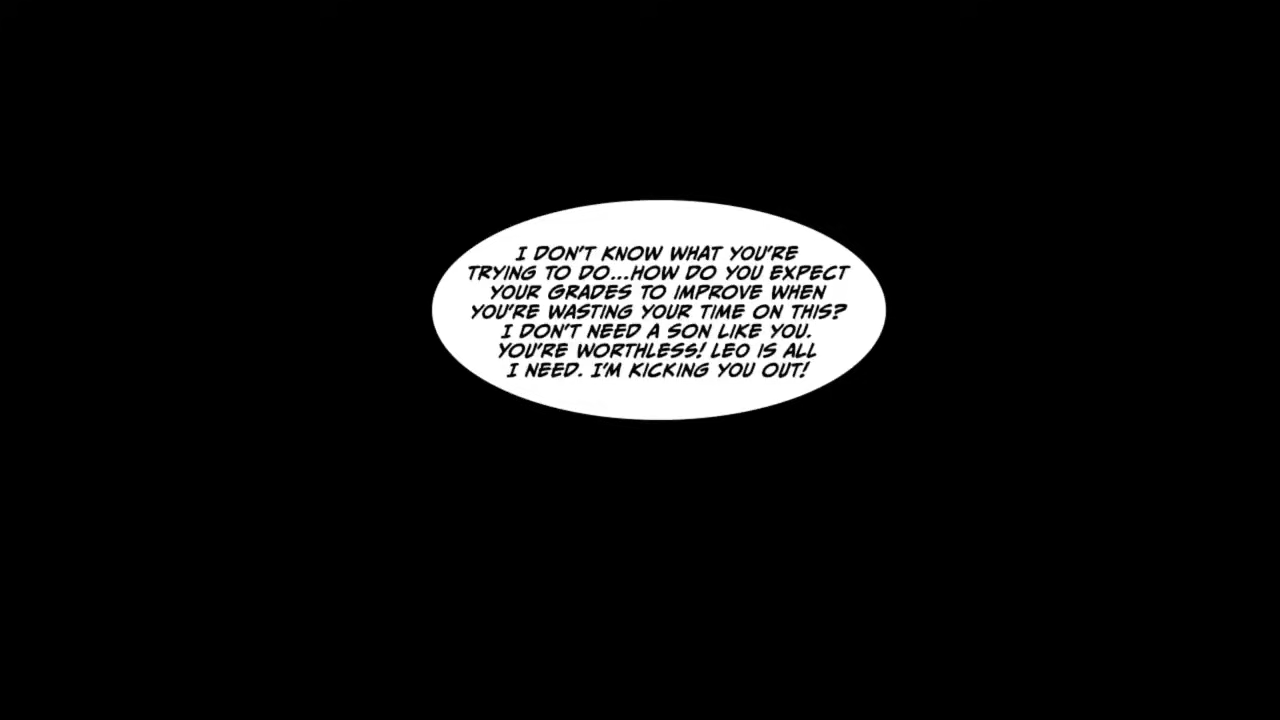 I DON'T KNOW WHAT YOU'RE
TRYING TO DO...HOW DO YOU EXPECT
YOUR GRADES TO IMPROVE WHEN
YOU'RE WASTING YOUR TIME ON THIS?
I DON'T NEED A SON LIKE YOU.
YOU'RE WORTHLESS! LEO IS ALL
I NEED. I'M KICKING YOU OUT!